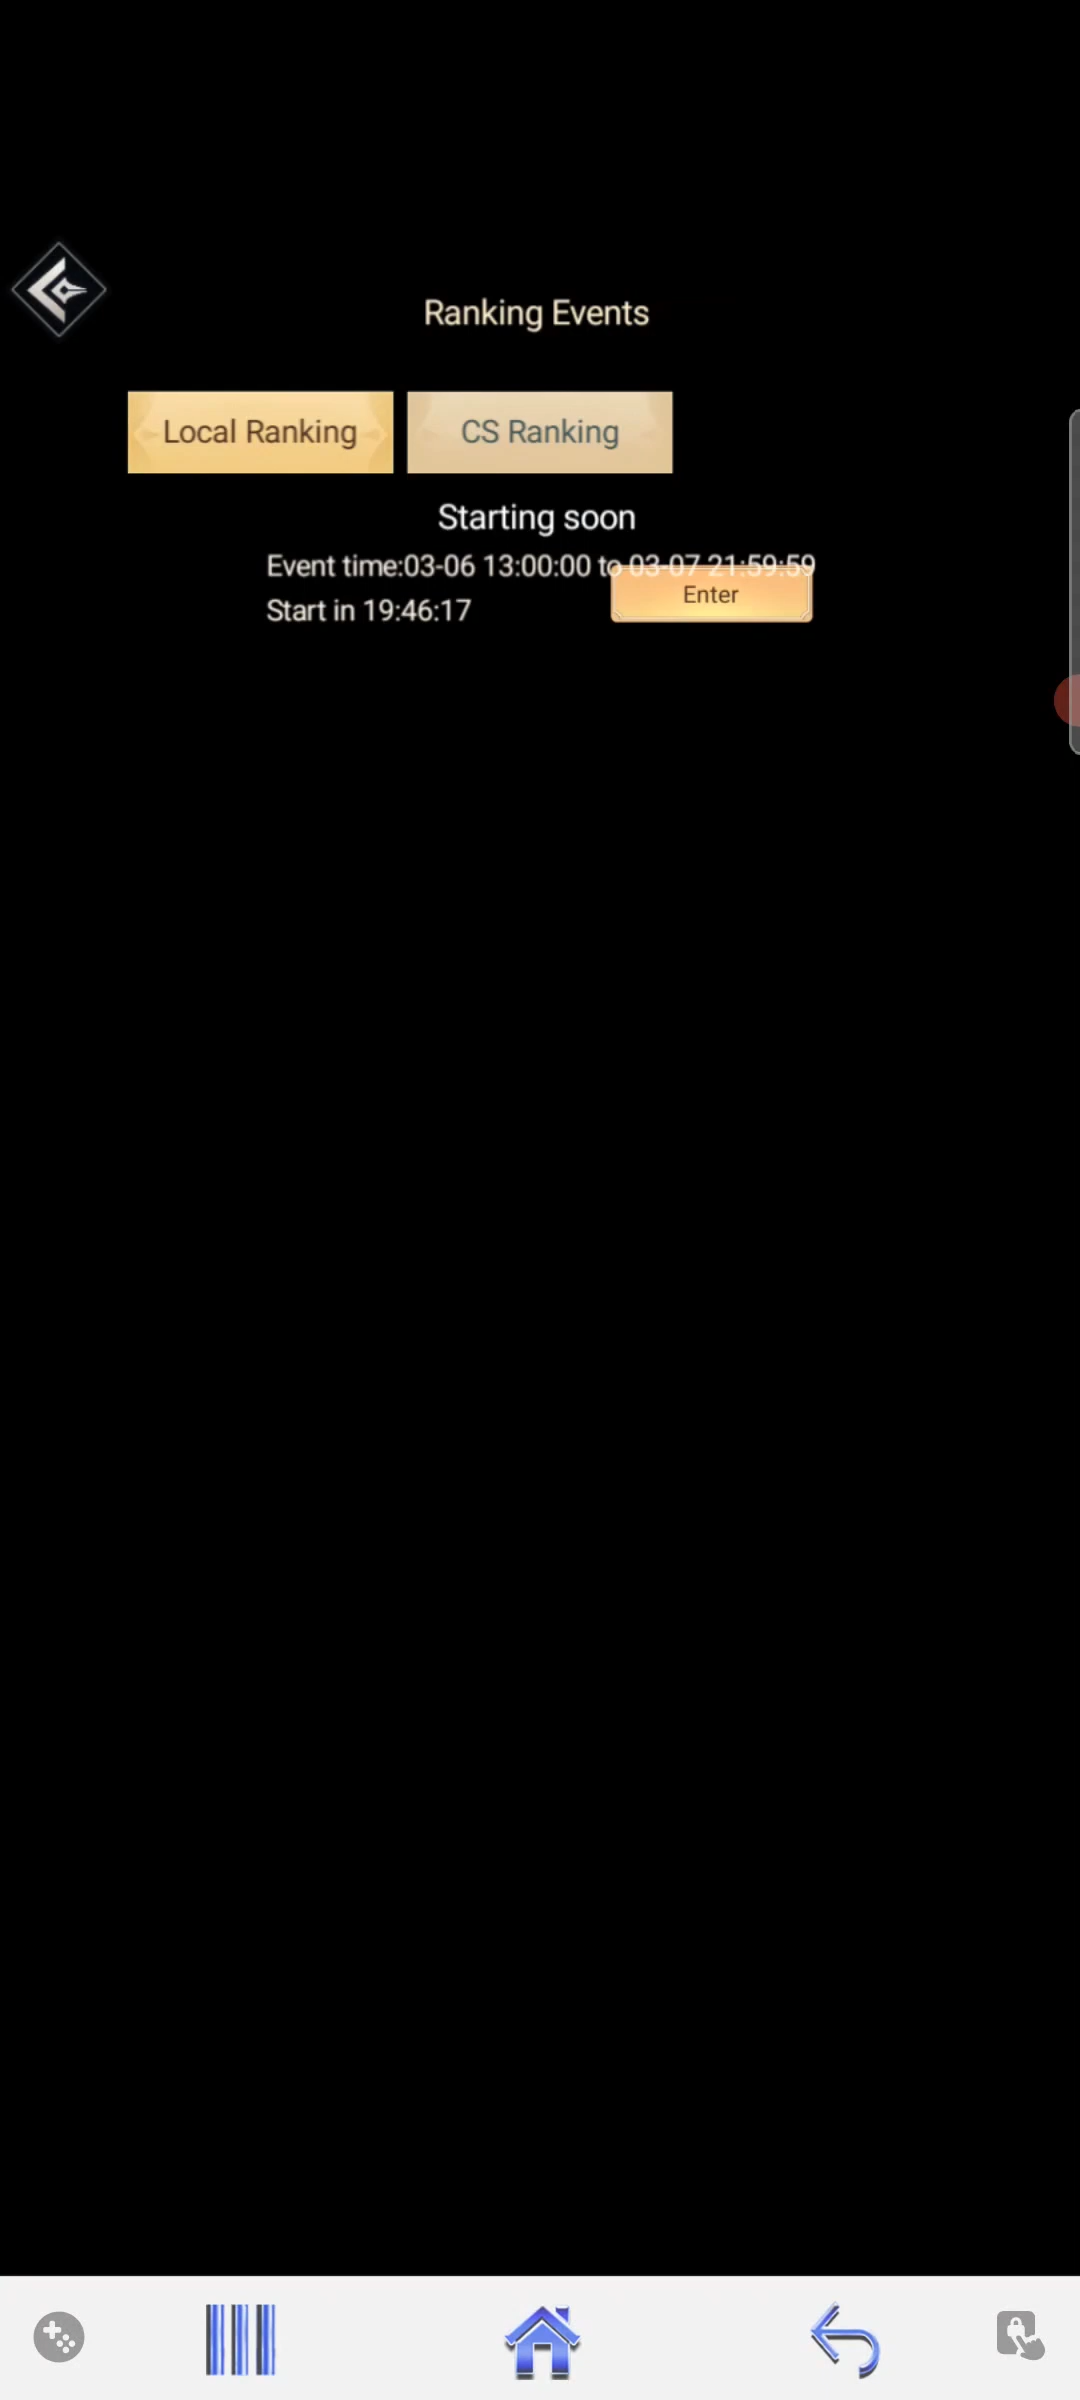 Ranking Events
Local Ranking
CS Ranking
Starting soon
Event time:03-06 13:00:00 to 03-07 21:59:59
Start in 19:46:17
Enter